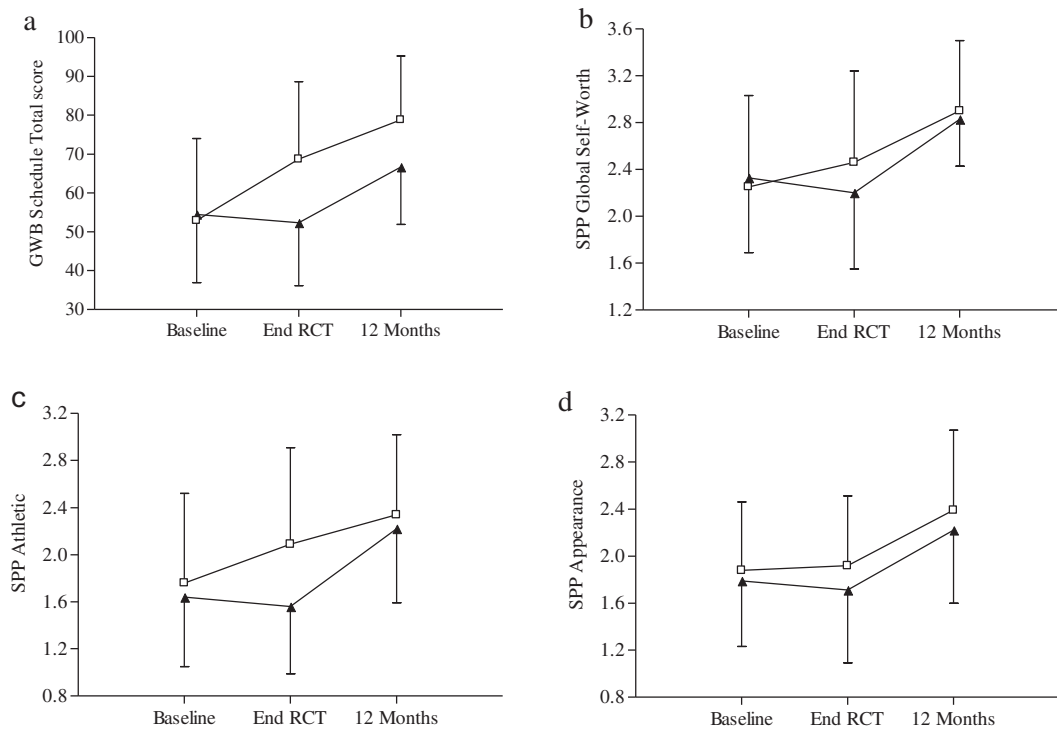 a
GWB Schedule Total score
100
90
80
70
60
50
40
30
Baseline End RCT 12 Months
b
SPP Global Self-Worth
3.6
3.2
2.8
2.4
2.0
1.6
1.2
Baseline End RCT 12 Months
c
SPP Athletic
3.2
2.8
2.4
2.0
1.6
1.2
0.8
Baseline End RCT 12 Months
d
SPP Appearance
3.2
2.8
2.4
2.0
1.6
1.2
0.8
Baseline End RCT 12 Months